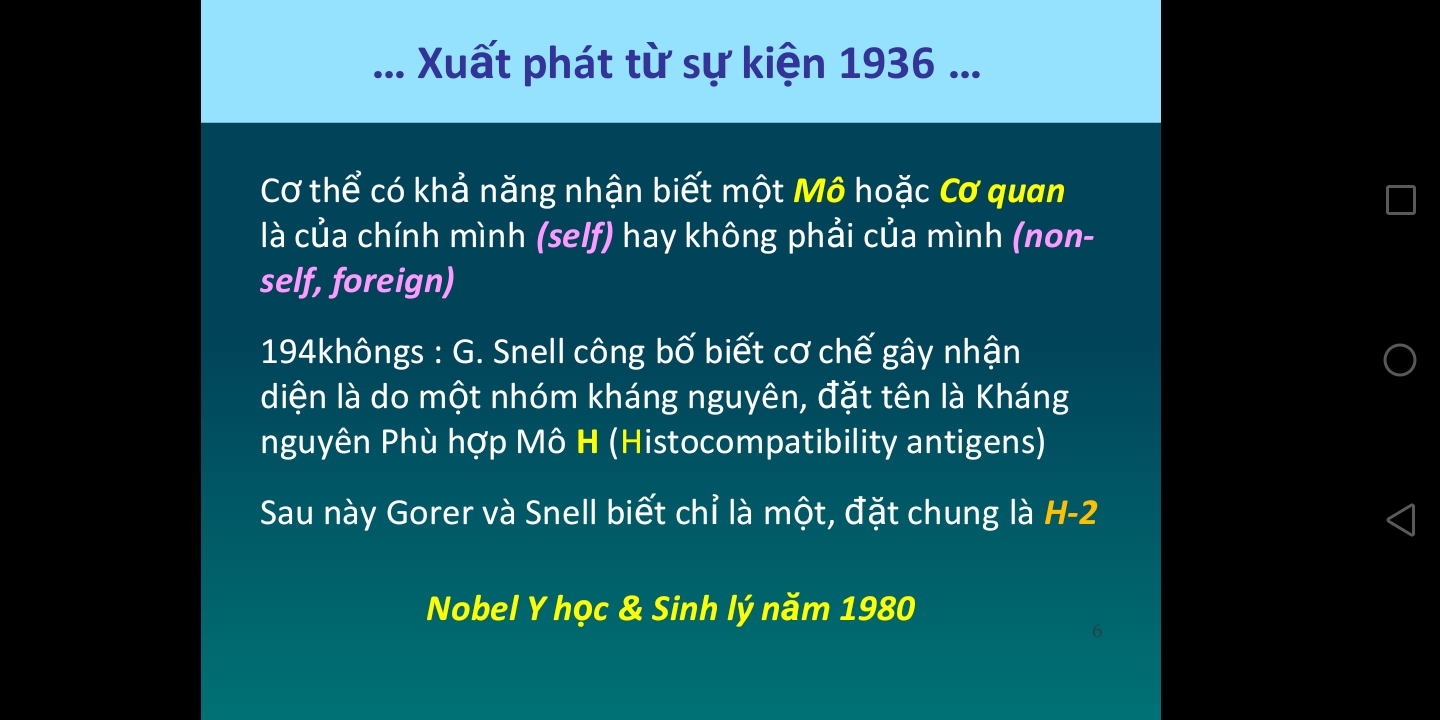 ... Xuất phát từ sự kiện 1936 ...
Cơ thể có khả năng nhận biết một Mô hoặc Cơ quan
là của chính mình (self) hay không phải của mình (non-
self, foreign)
194khôngs : G. Snell công bố biết cơ chế gây nhận
diện là do một nhóm kháng nguyên, đặt tên là Kháng
nguyên Phù hợp Mô H (Histocompatibility antigens)
Sau này Gorer và Snell biết chỉ là một, đặt chung là H-2
Nobel Y học & Sinh lý năm 1980
6